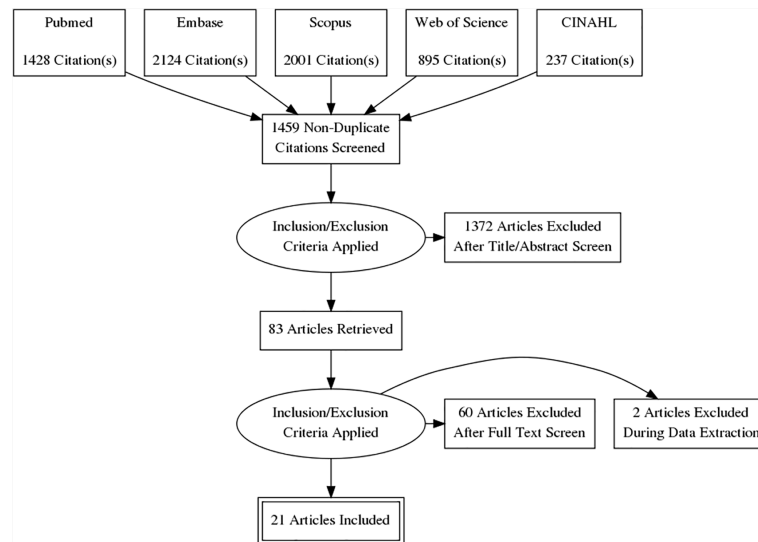 Pubmed
1428 Citation(s)
Embase
2124 Citation(s)
Scopus
2001 Citation(s)
Web of Science
895 Citation(s)
CINAHL
237 Citation(s)
1459 Non-Duplicate
Citations Screened
Inclusion/Exclusion
Criteria Applied
1372 Articles Excluded
After Title/Abstract Screen
83 Articles Retrieved
Inclusion/Exclusion
Criteria Applied
60 Articles Excluded
After Full Text Screen
2 Articles Excluded
During Data Extraction
21 Articles Included